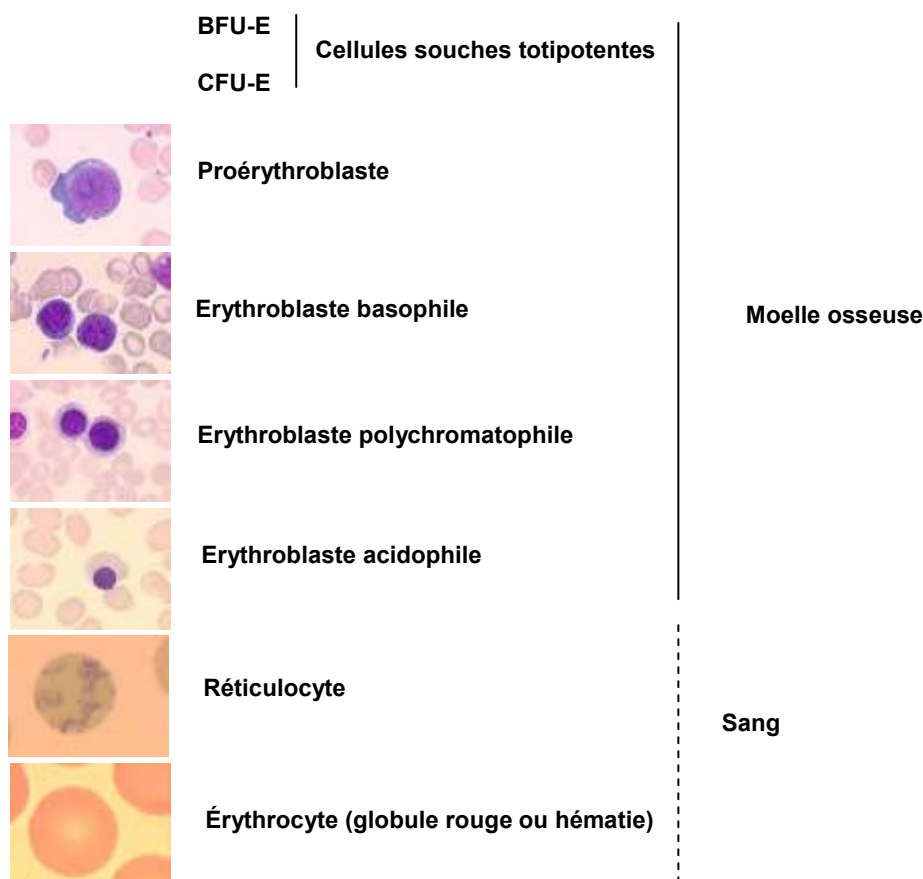 BFU-E
Cellules souches totipotentes
CFU-E
Proérythroblaste
Erythroblaste basophile
Moelle osseuse
Erythroblaste polychromatophile
Erythroblaste acidophile
Réticulocyte
Sang
Érythrocyte (globule rouge ou hématie)